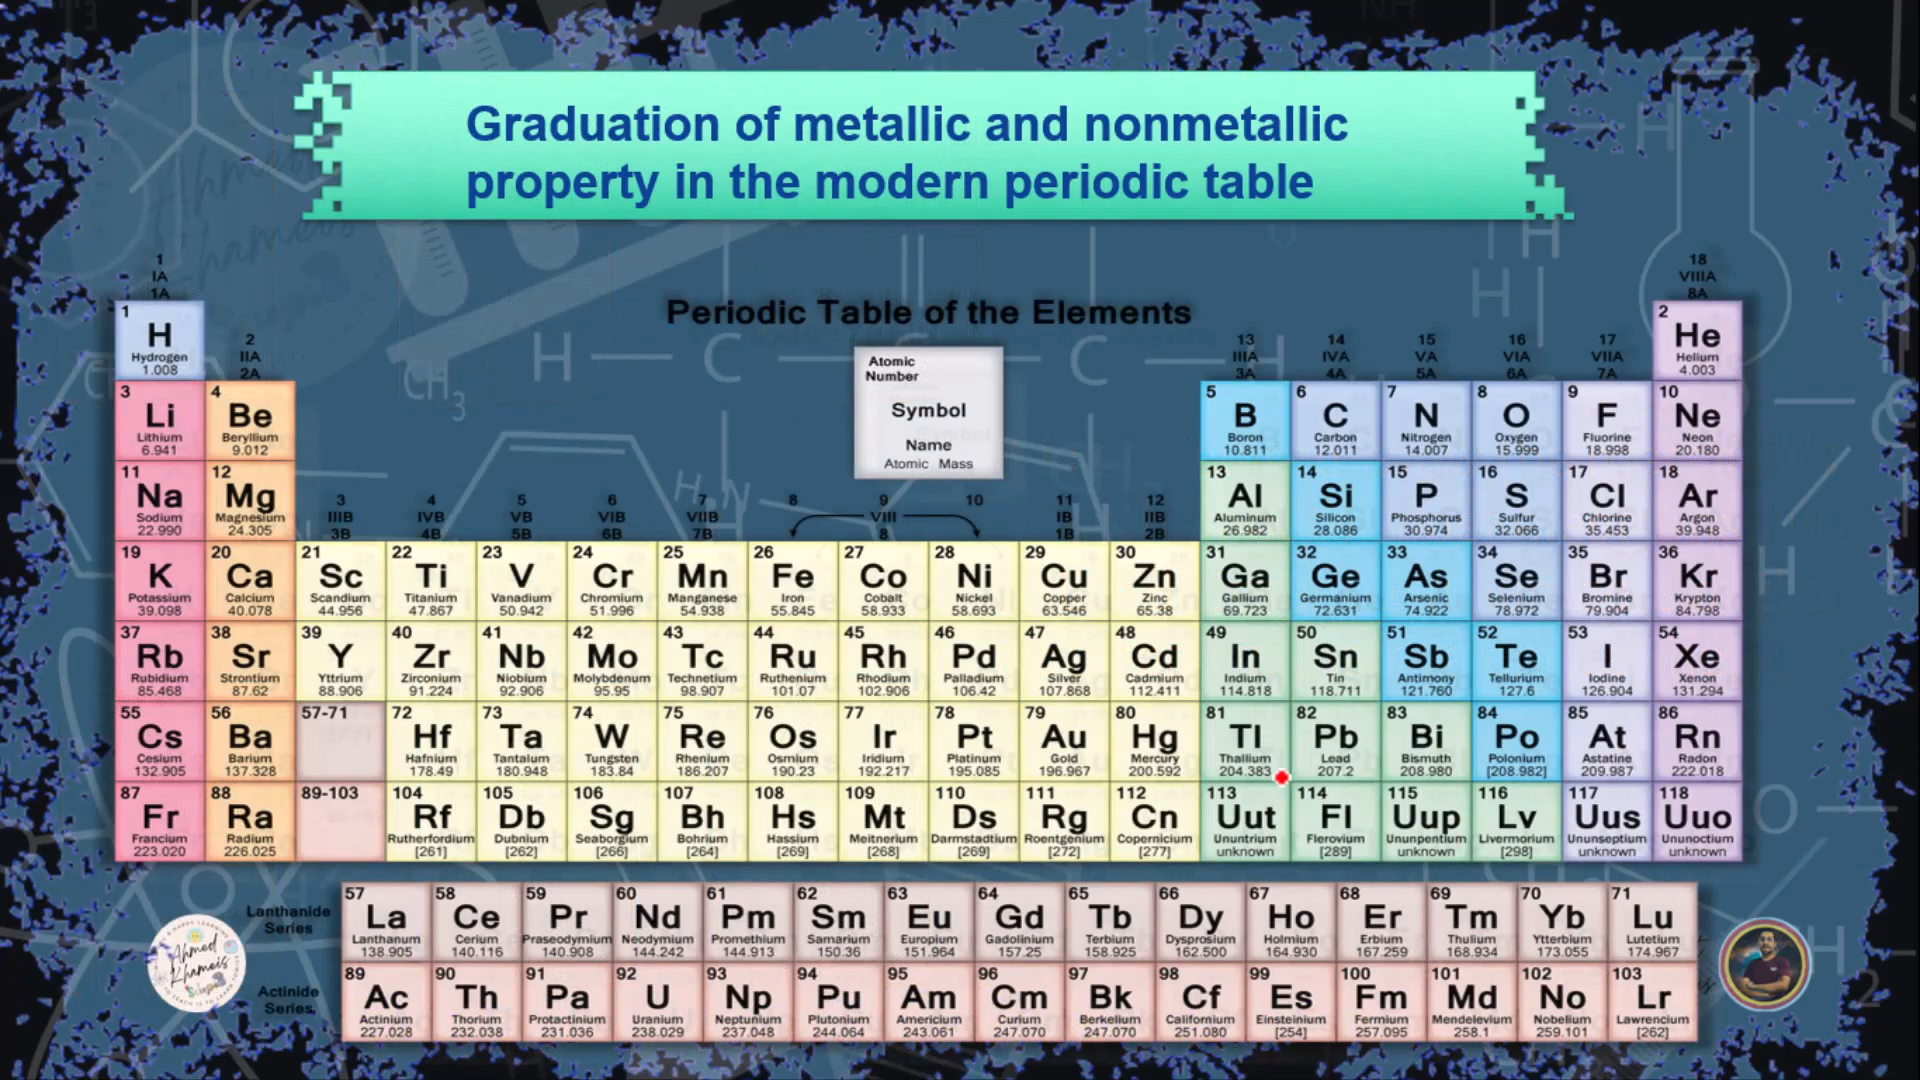 Graduation of metallic and nonmetallic
property in the modern periodic table
Periodic Table of the Elements
1
IA
1A
18
VIIIA
8A
1
H
Hydrogen
1.008
2
IIA
2A
Atomic
Number
Symbol
Name
Atomic Mass
13
IIIA
3A
14
IVA
4A
15
VA
5A
16
VIA
6A
17
VIIA
7A
2
He
Helium
4.003
3
Li
Lithium
6.941
4
Be
Beryllium
9.012
5
B
Boron
10.811
6
C
Carbon
12.011
7
N
Nitrogen
14.007
8
O
Oxygen
15.999
9
F
Fluorine
18.998
10
Ne
Neon
20.180
11
Na
Sodium
22.990
12
Mg
Magnesium
24.305
3
IIIB
3B
4
IVB
4B
5
VB
5B
6
VIB
6B
7
VIIB
7B
8
9
VIII
8
10
11
IB
1B
12
IIB
2B
13
Al
Aluminum
26.982
14
Si
Silicon
28.086
15
P
Phosphorus
30.974
16
S
Sulfur
32.066
17
Cl
Chlorine
35.453
18
Ar
Argon
39.948
19
K
Potassium
39.098
20
Ca
Calcium
40.078
21
Sc
Scandium
44.956
22
Ti
Titanium
47.867
23
V
Vanadium
50.942
24
Cr
Chromium
51.996
25
Mn
Manganese
54.938
26
Fe
Iron
55.845
27
Co
Cobalt
58.933
28
Ni
Nickel
58.693
29
Cu
Copper
63.546
30
Zn
Zinc
65.38
31
Ga
Gallium
69.723
32
Ge
Germanium
72.631
33
As
Arsenic
74.922
34
Se
Selenium
78.972
35
Br
Bromine
79.904
36
Kr
Krypton
84.798
37
Rb
Rubidium
85.468
38
Sr
Strontium
87.62
39
Y
Yttrium
88.906
40
Zr
Zirconium
91.224
41
Nb
Niobium
92.906
42
Mo
Molybdenum
95.95
43
Tc
Technetium
98.907
44
Ru
Ruthenium
101.07
45
Rh
Rhodium
102.906
46
Pd
Palladium
106.42
47
Ag
Silver
107.868
48
Cd
Cadmium
112.411
49
In
Indium
114.818
50
Sn
Tin
118.711
51
Sb
Antimony
121.760
52
Te
Tellurium
127.6
53
I
Iodine
126.904
54
Xe
Xenon
131.294
55
Cs
Cesium
132.905
56
Ba
Barium
137.328
57-71
72
Hf
Hafnium
178.49
73
Ta
Tantalum
180.948
74
W
Tungsten
183.84
75
Re
Rhenium
186.207
76
Os
Osmium
190.23
77
Ir
Iridium
192.217
78
Pt
Platinum
195.085
79
Au
Gold
196.967
80
Hg
Mercury
200.592
81
Tl
Thallium
204.383
82
Pb
Lead
207.2
83
Bi
Bismuth
208.980
84
Po
Polonium
[208.982]
85
At
Astatine
209.987
86
Rn
Radon
222.018
87
Fr
Francium
223.020
88
Ra
Radium
226.025
89-103
104
Rf
Rutherfordium
[261]
105
Db
Dubnium
[262]
106
Sg
Seaborgium
[266]
107
Bh
Bohrium
[264]
108
Hs
Hassium
[269]
109
Mt
Meitnerium
[268]
110
Ds
Darmstadtium
[269]
111
Rg
Roentgenium
[272]
112
Cn
Copernicium
[277]
113
Uut
Ununtrium
unknown
114
Fl
Flerovium
[289]
115
Uup
Ununpentium
unknown
116
Lv
Livermorium
[298]
117
Uus
Ununseptium
unknown
118
Uuo
Ununoctium
unknown
Lanthanide
Series
57
La
Lanthanum
138.905
58
Ce
Cerium
140.116
59
Pr
Praseodymium
140.908
60
Nd
Neodymium
144.242
61
Pm
Promethium
144.913
62
Sm
Samarium
150.36
63
Eu
Europium
151.964
64
Gd
Gadolinium
157.25
65
Tb
Terbium
158.925
66
Dy
Dysprosium
162.500
67
Ho
Holmium
164.930
68
Er
Erbium
167.259
69
Tm
Thulium
168.934
70
Yb
Ytterbium
173.055
71
Lu
Lutetium
174.967
Actinide
Series
89
Ac
Actinium
227.028
90
Th
Thorium
232.038
91
Pa
Protactinium
231.036
92
U
Uranium
238.029
93
Np
Neptunium
237.048
94
Pu
Plutonium
244.064
95
Am
Americium
243.061
96
Cm
Curium
247.070
97
Bk
Berkelium
247.070
98
Cf
Californium
251.080
99
Es
Einsteinium
[254]
100
Fm
Fermium
257.095
101
Md
Mendelevium
258.1
102
No
Nobelium
259.101
103
Lr
Lawrencium
[262]
Ahmed
Khameis